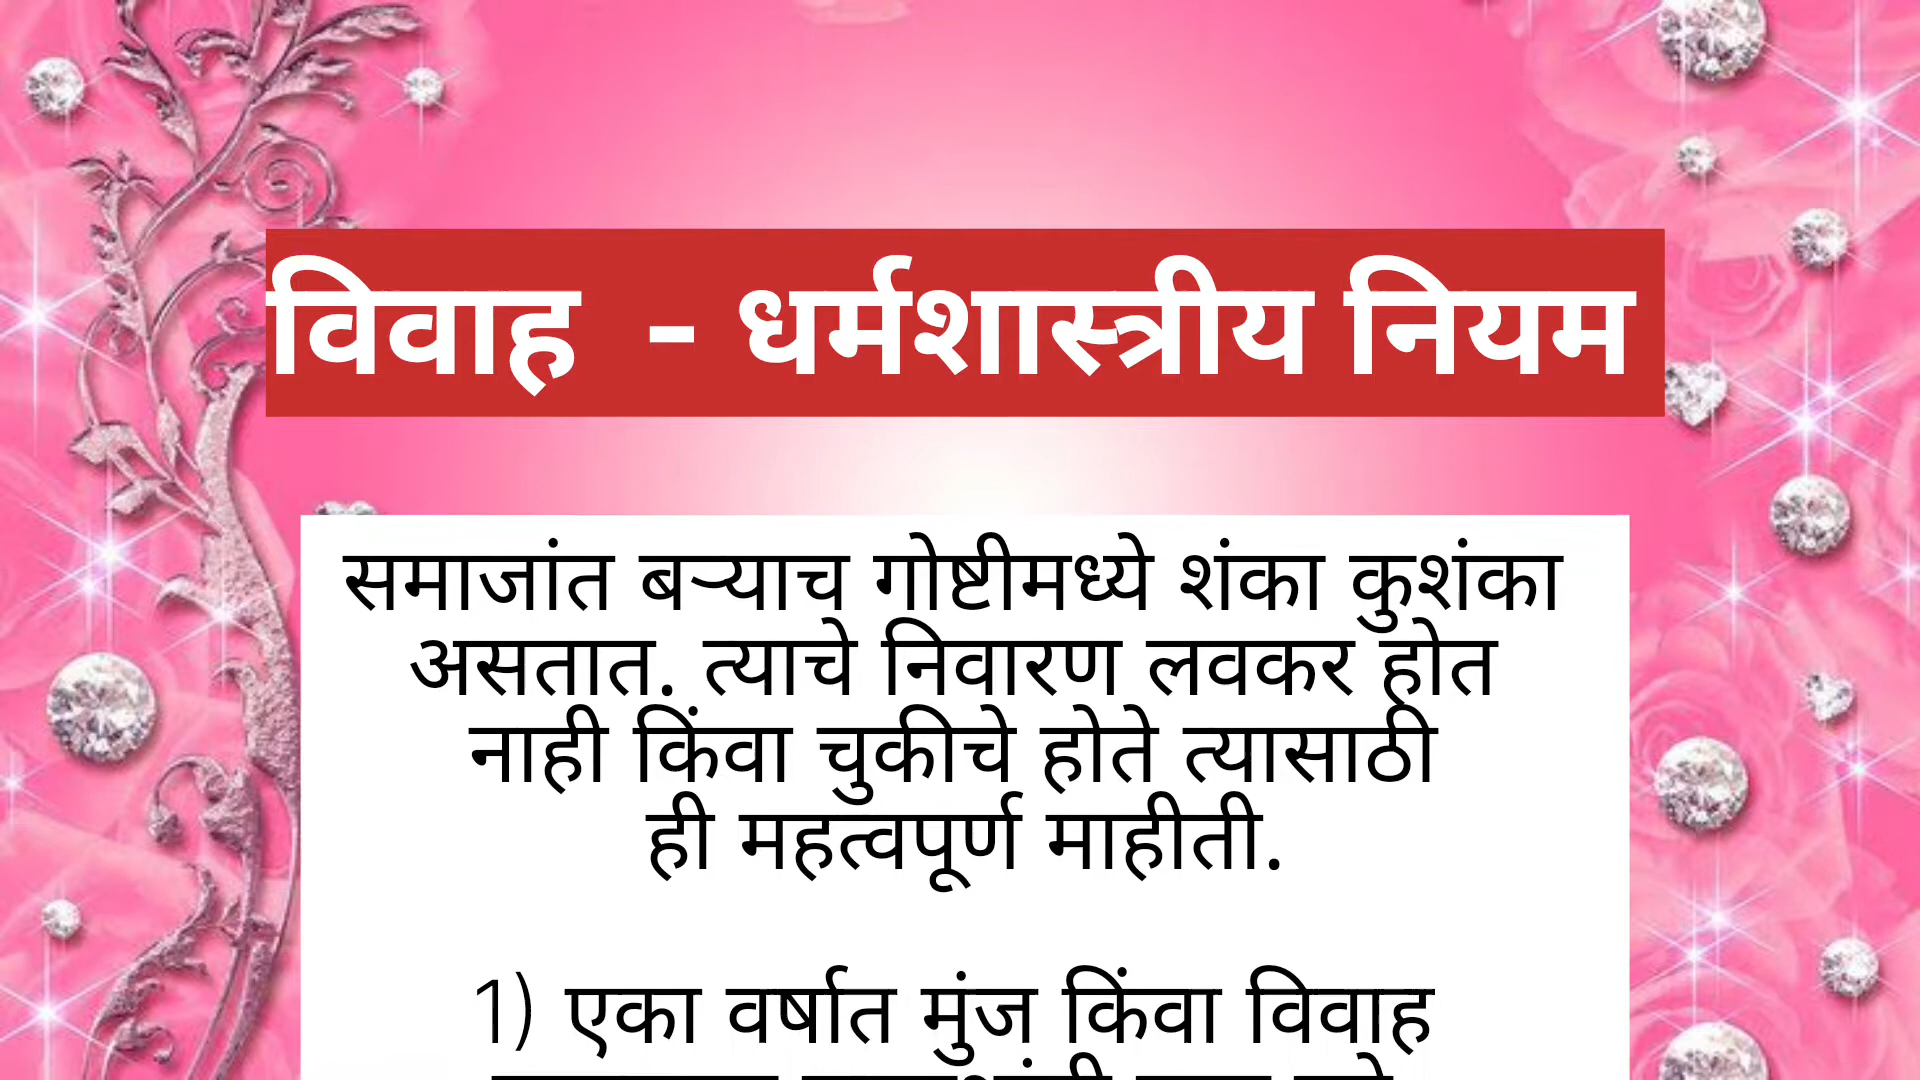 विवाह - धर्मशास्त्रीय नियम
समाजांत बऱ्याच गोष्टीमध्ये शंका कुशंका
असतात. त्याचे निवारण लवकर होत
नाही किंवा चुकीचे होते त्यासाठी
ही महत्वपूर्ण माहीती.
1) एका वर्षात मुंज किंवा विवाह